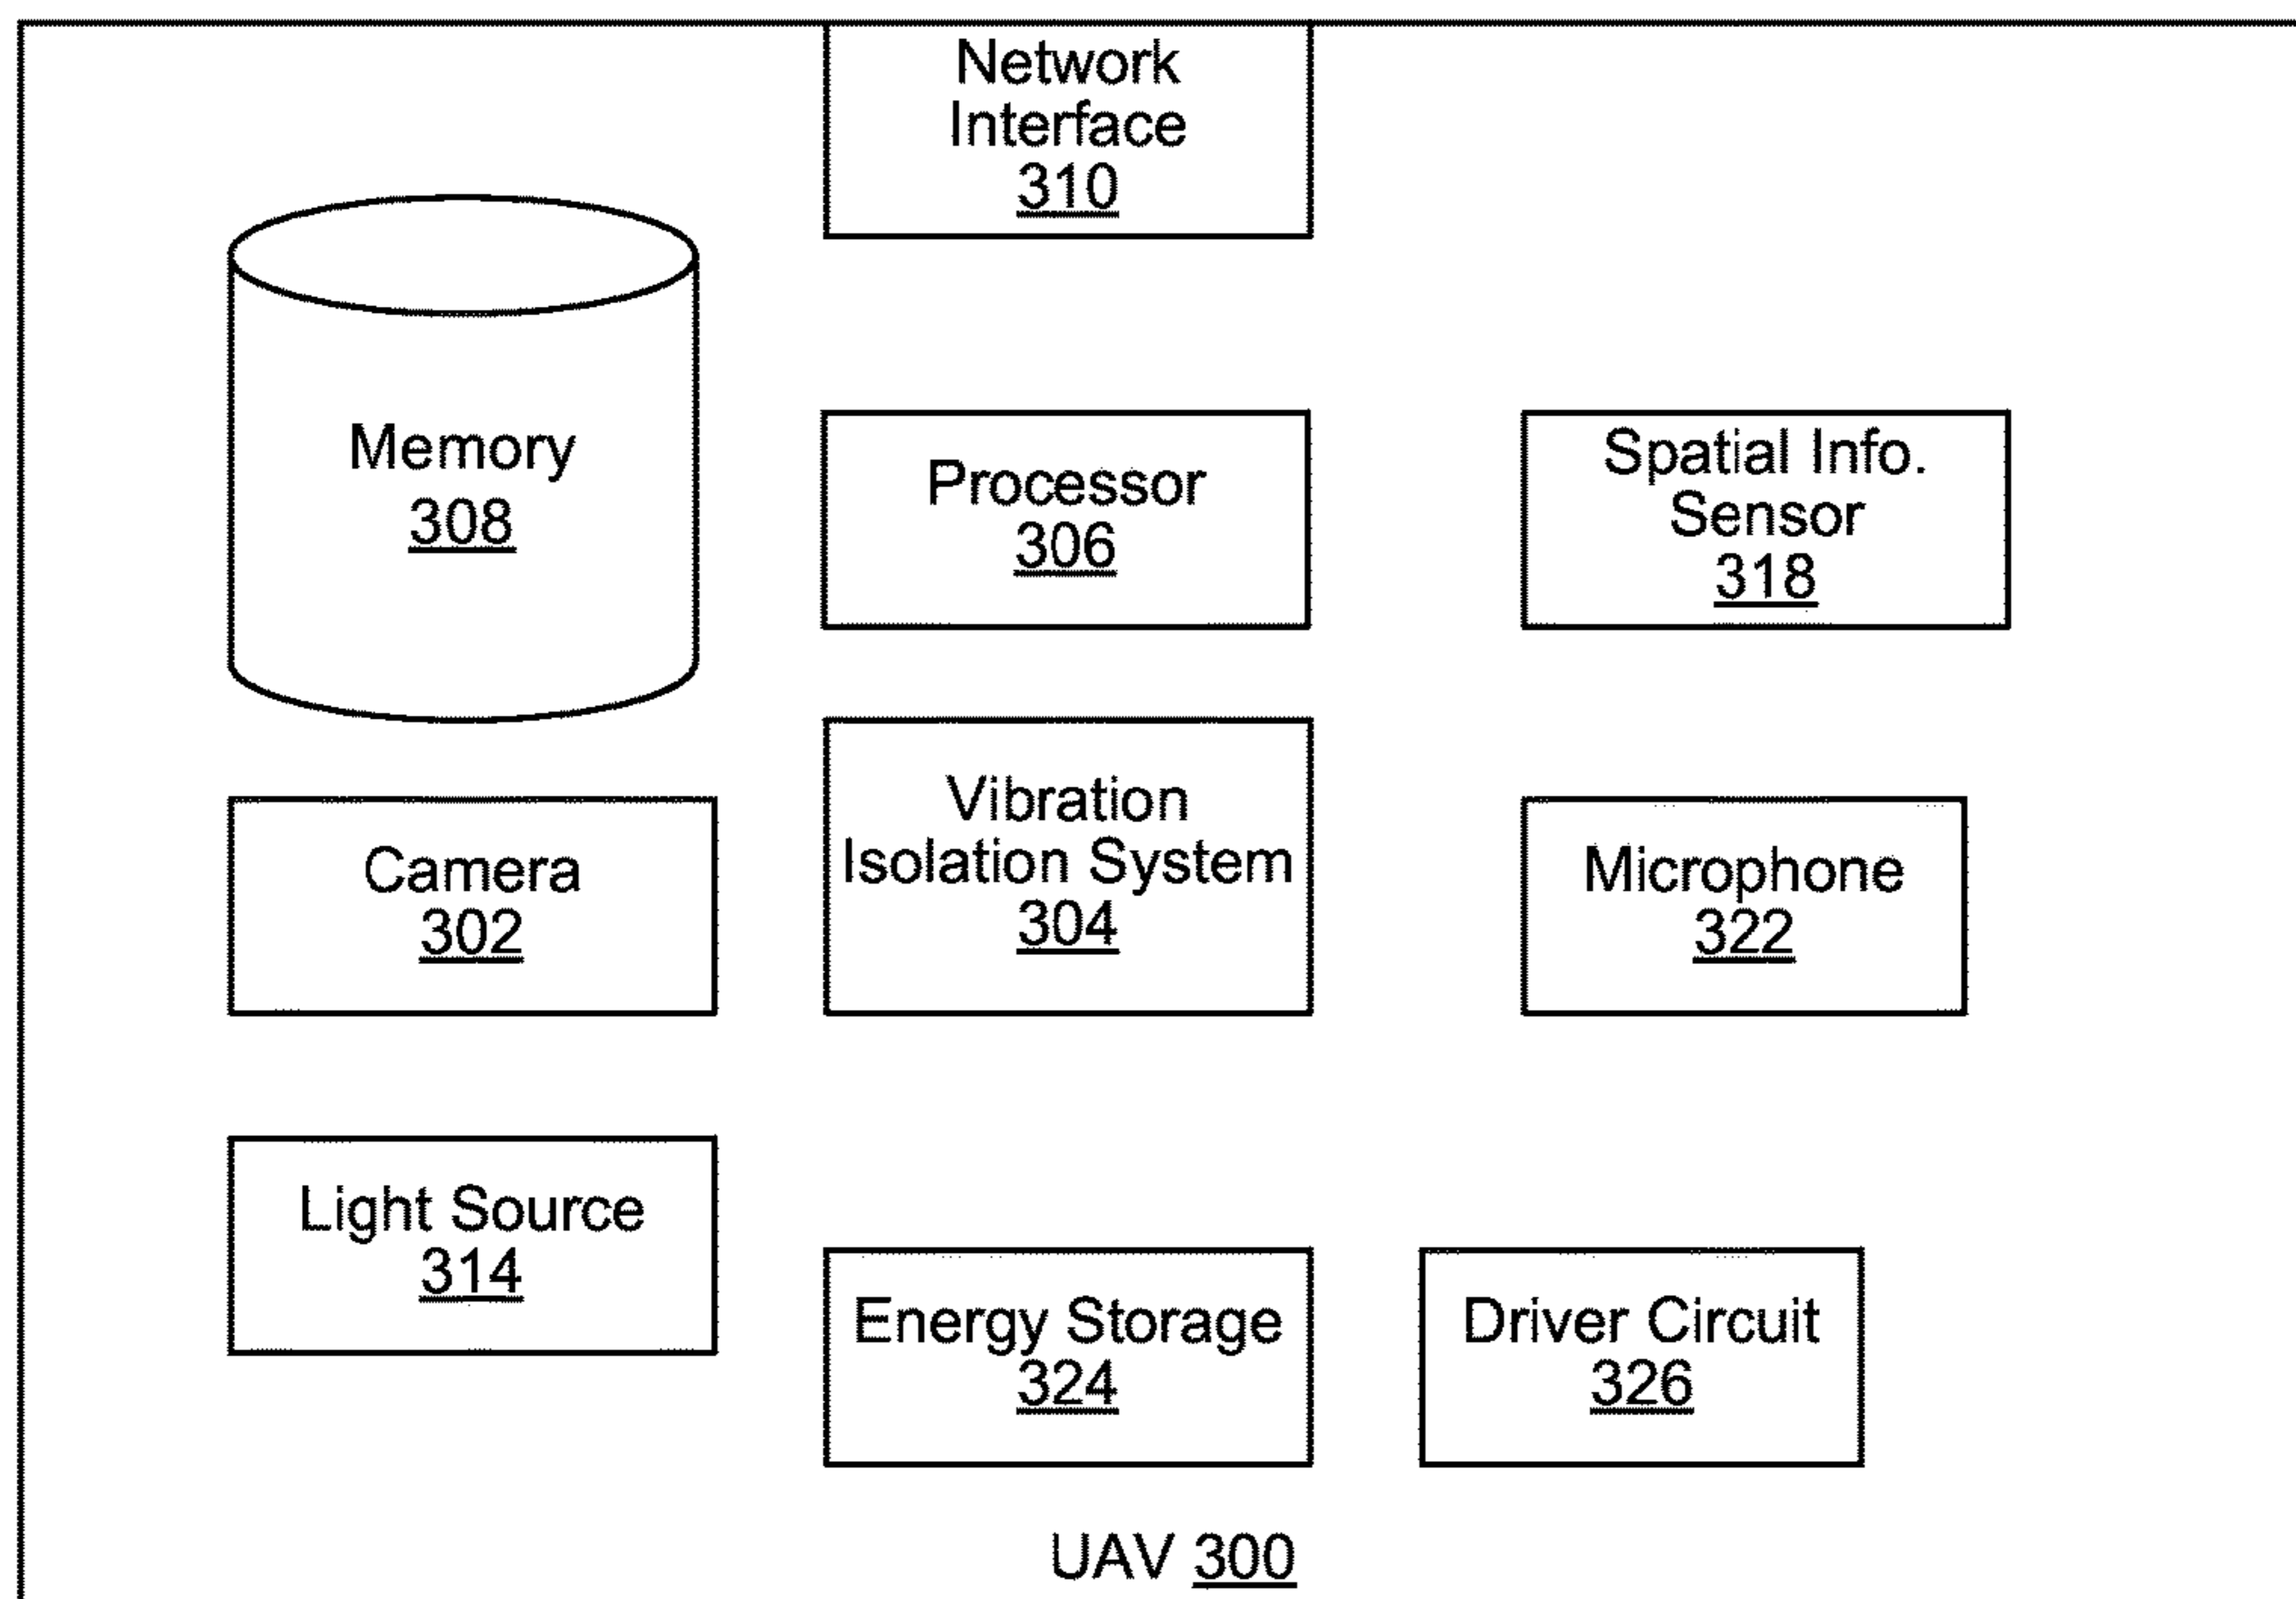 Network
Interface
310
Memory
308
Processor
306
Spatial Info.
Sensor
318
Camera
302
Vibration
Isolation System
304
Microphone
322
Light Source
314
Energy Storage
324
Driver Circuit
326
UAV 300